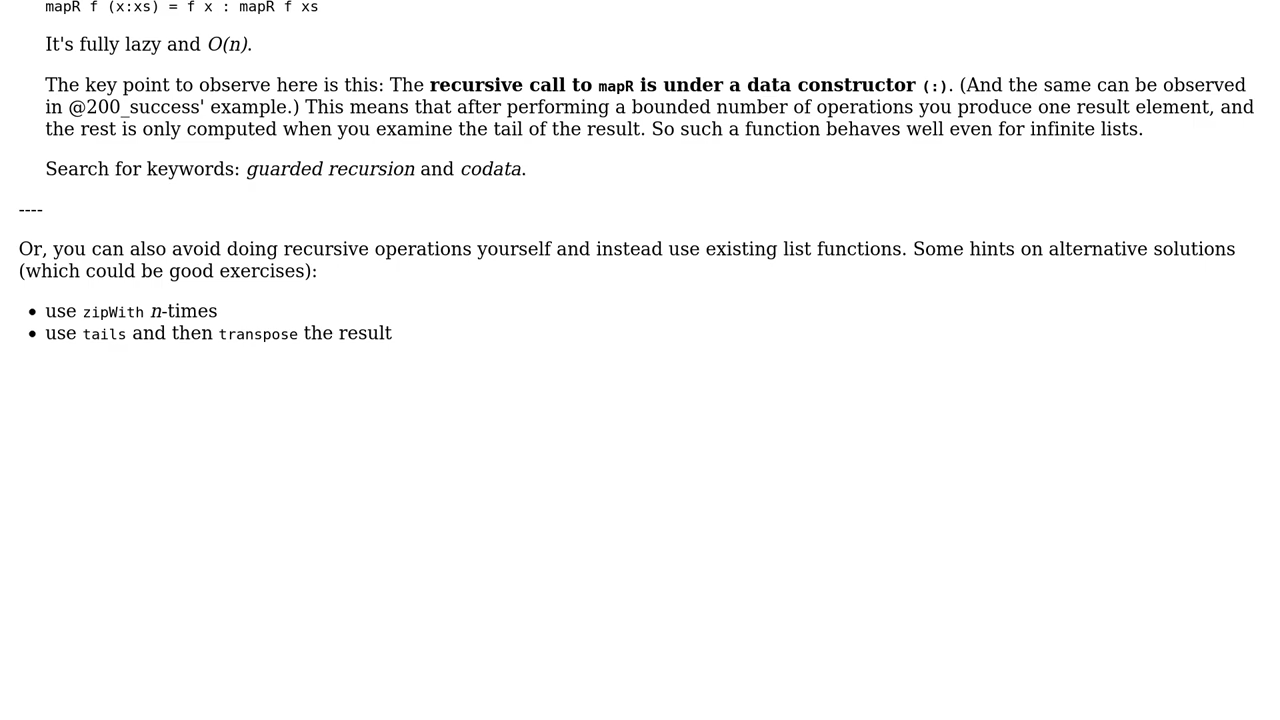 mapR f (x:xs) = f x : mapR f xs
It's fully lazy and O(n).
The key point to observe here is this: The recursive call to mapR is under a data constructor (:). (And the same can be observed
in @200_success' example.) This means that after performing a bounded number of operations you produce one result element, and
the rest is only computed when you examine the tail of the result. So such a function behaves well even for infinite lists.
Search for keywords: guarded recursion and codata.
----
Or, you can also avoid doing recursive operations yourself and instead use existing list functions. Some hints on alternative solutions
(which could be good exercises):
• use zipWith n-times
• use tails and then transpose the result